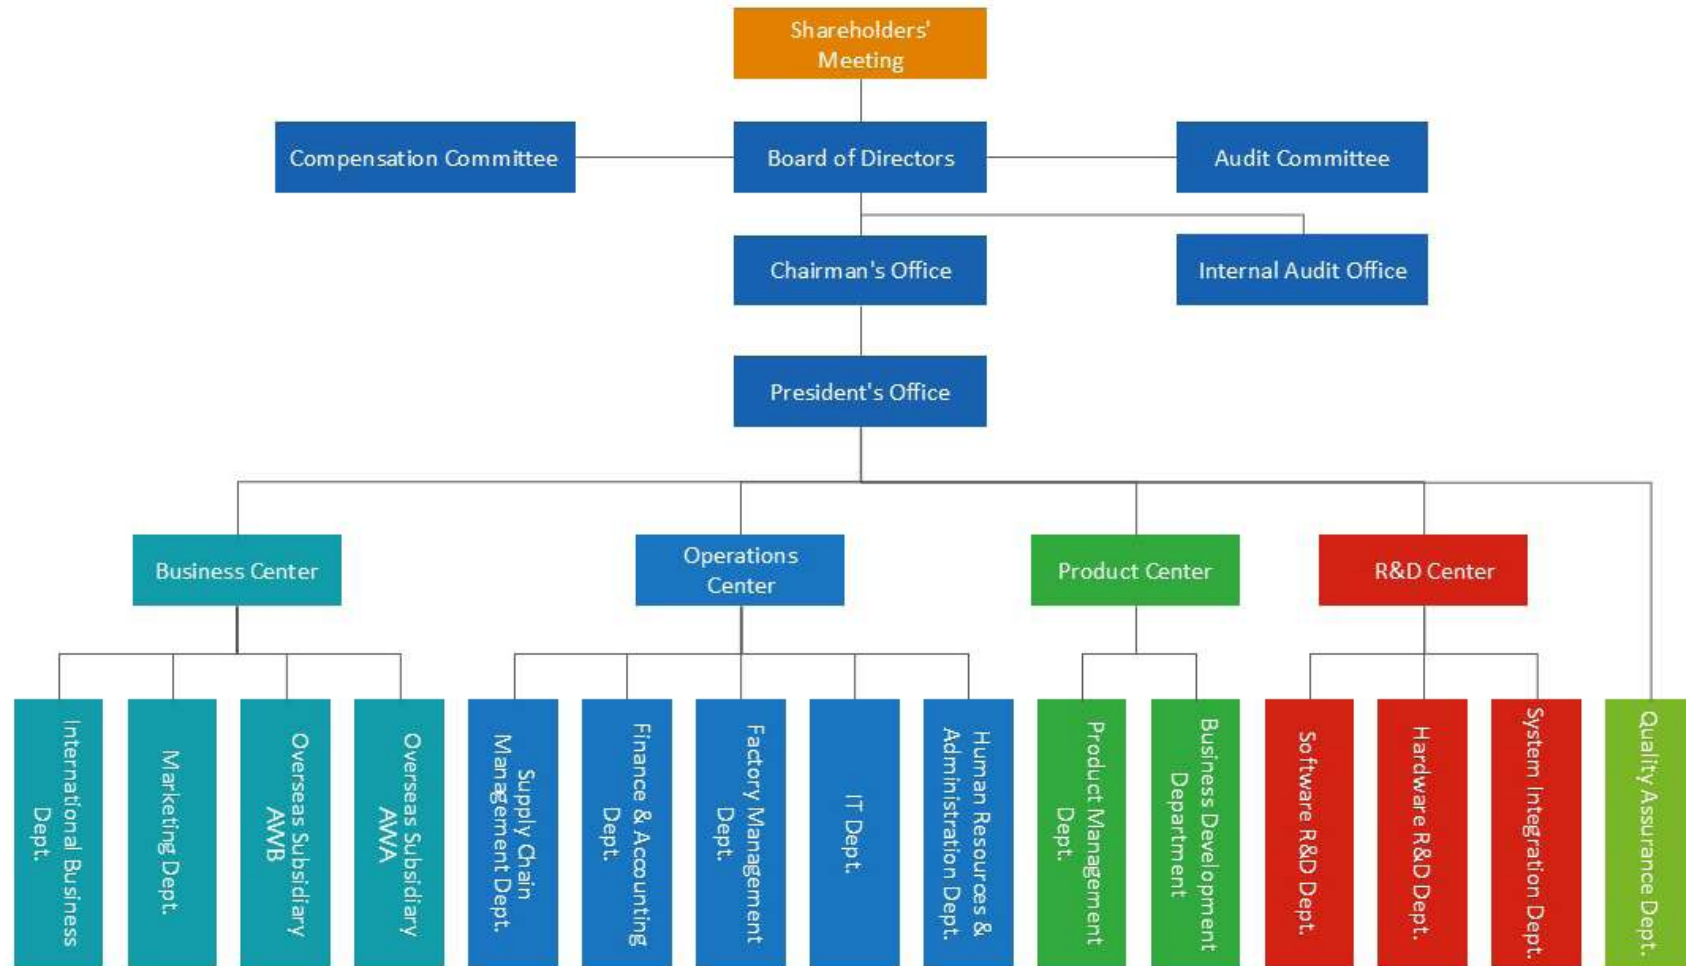 Shareholders'
Meeting
Compensation Committee
Board of Directors
Audit Committee
Chairman's Office
Internal Audit Office
President's Office
Business Center
Operations
Center
Product Center
R&D Center
International Business
Dept.
Marketing Dept.
Overseas Subsidiary
AWB
Overseas Subsidiary
AWA
Supply Chain
Management Dept.
Finance & Accounting
Dept.
Factory Management
Dept.
IT Dept.
Human Resources &
Administration Dept.
Product Management
Dept.
Business Development
Department
Software R&D Dept.
Hardware R&D Dept.
System Integration Dept.
Quality Assurance Dept.